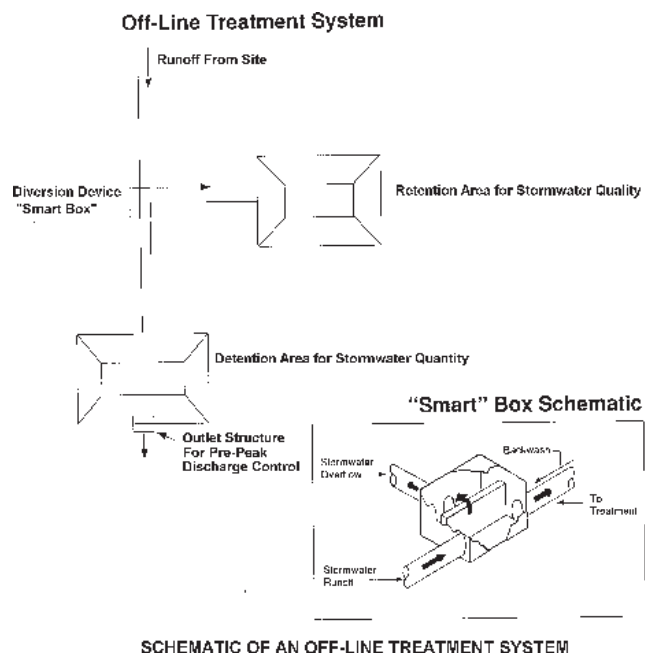 Off-Line Treatment System
Runoff From Site
Diversion Device
"Smart Box"
Retention Area for Stormwater Quality
Detention Area for Stormwater Quantity
Outlet Structure
For Pre-Peak
Discharge Control
"Smart" Box Schematic
Stormwater
Overflow
Backwash
To
Treatment
Stormwater
Runoff
SCHEMATIC OF AN OFF-LINE TREATMENT SYSTEM